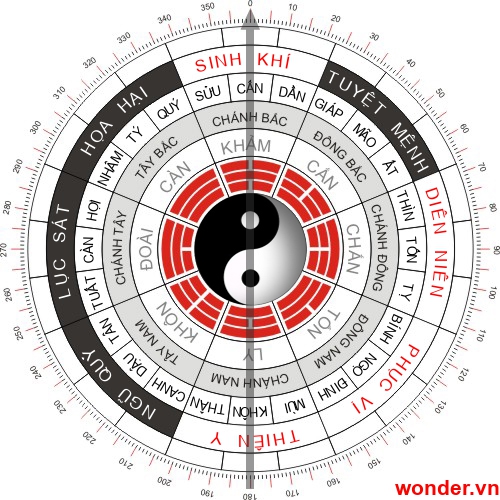 0
10
20
30
40
50
60
70
80
90
100
110
120
130
140
150
160
170
180
190
200
210
220
230
240
250
260
270
280
290
300
310
320
330
340
350
SINH KHÍ
TUYỆT MỆNH
DIÊN NIÊN
PHỤC VỊ
THIÊN Y
NGŨ QUỶ
LỤC SÁT
HOẠ HẠI
SỬU
CẤN
DẦN
GIÁP
MÃO
ẤT
THÌN
TỐN
TỴ
BÍNH
NGỌ
ĐINH
MÙI
KHÔN
THÂN
CANH
DẬU
TÂN
TUẤT
CÀN
HỢI
NHÂM
TÝ
QUÝ
CHÁNH BẮC
ĐÔNG BẮC
CHÁNH ĐÔNG
ĐÔNG NAM
CHÁNH NAM
TÂY NAM
CHÁNH TÂY
TÂY BẮC
KHẢM
CẤN
CHẤN
TỐN
LY
KHÔN
ĐOÀI
CÀN
wonder.vn